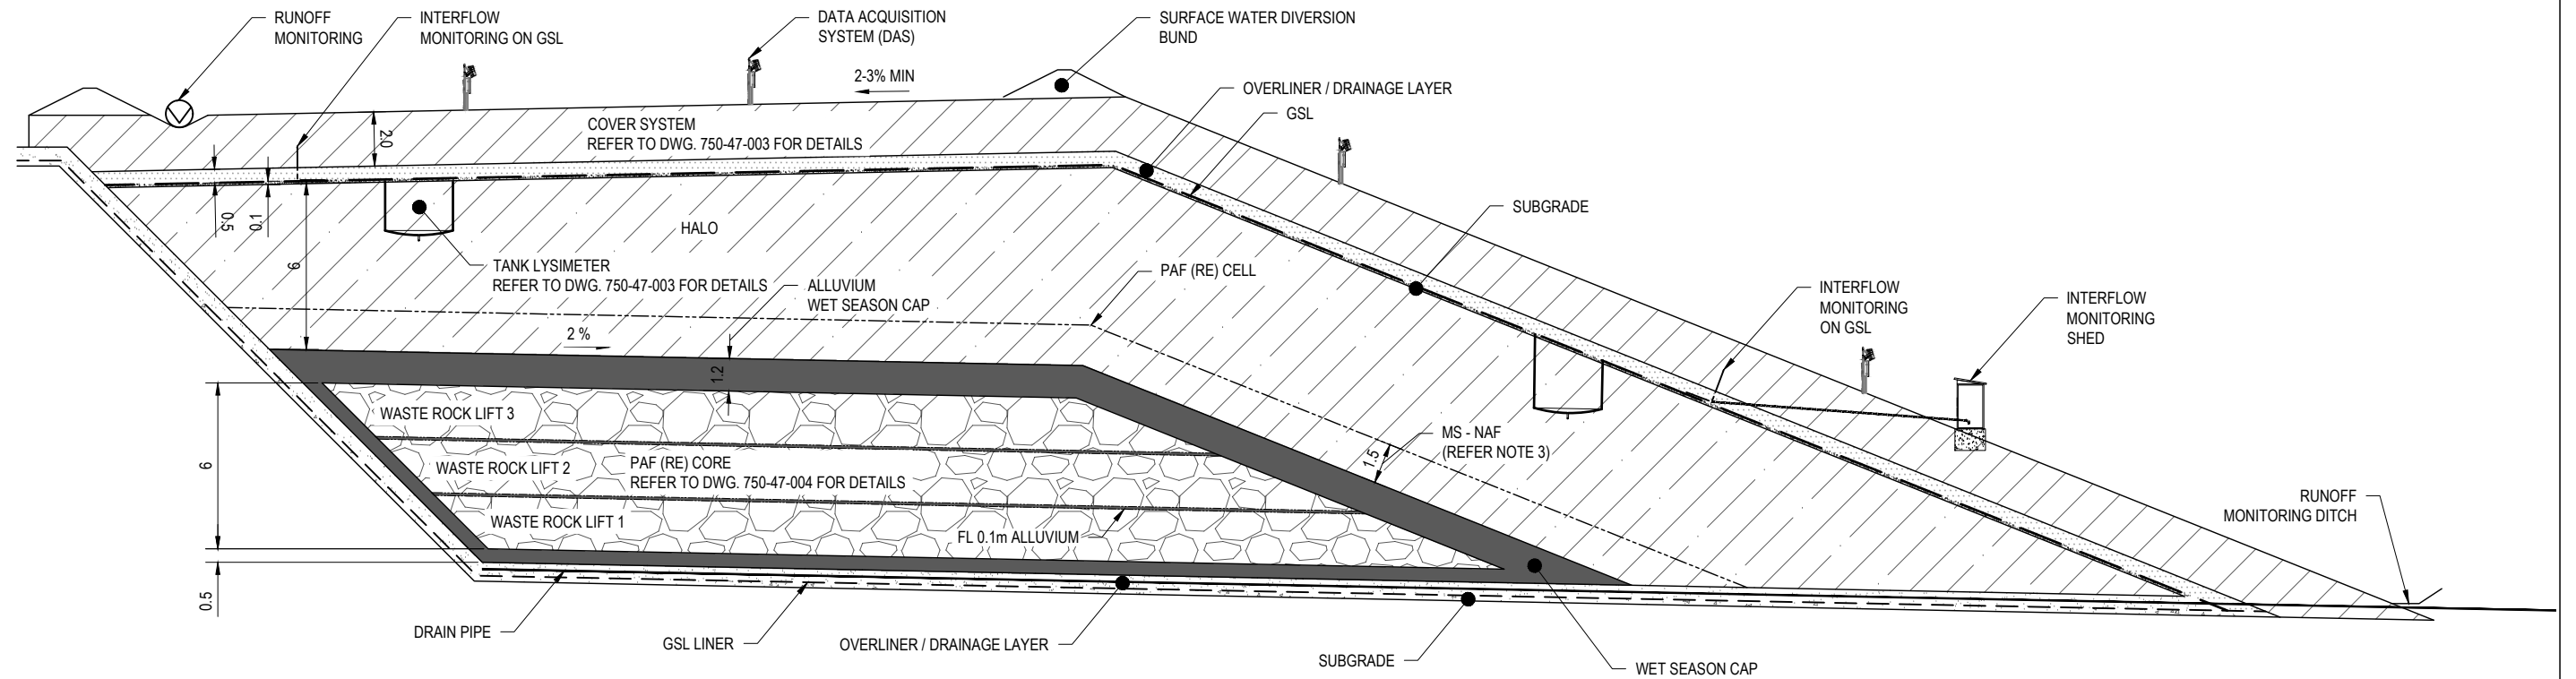 RUNOFF
MONITORING
INTERFLOW
MONITORING ON GSL
DATA ACQUISITION
SYSTEM (DAS)
SURFACE WATER DIVERSION
BUND
2-3% MIN
OVERLINER / DRAINAGE LAYER
GSL
2.0
COVER SYSTEM
REFER TO DWG. 750-47-003 FOR DETAILS
0.5
1.0
SUBGRADE
HALO
6
TANK LYSIMETER
REFER TO DWG. 750-47-003 FOR DETAILS
PAF (RE) CELL
ALLUVIUM
WET SEASON CAP
INTERFLOW
MONITORING
ON GSL
INTERFLOW
MONITORING
SHED
2 %
1.2
WASTE ROCK LIFT 3
MS - NAF
(REFER NOTE 3)
1.5
6
WASTE ROCK LIFT 2
PAF (RE) CORE
REFER TO DWG. 750-47-004 FOR DETAILS
RUNOFF
MONITORING DITCH
WASTE ROCK LIFT 1
FL 0.1m ALLUVIUM
0.5
DRAIN PIPE
GSL LINER
OVERLINER / DRAINAGE LAYER
SUBGRADE
WET SEASON CAP